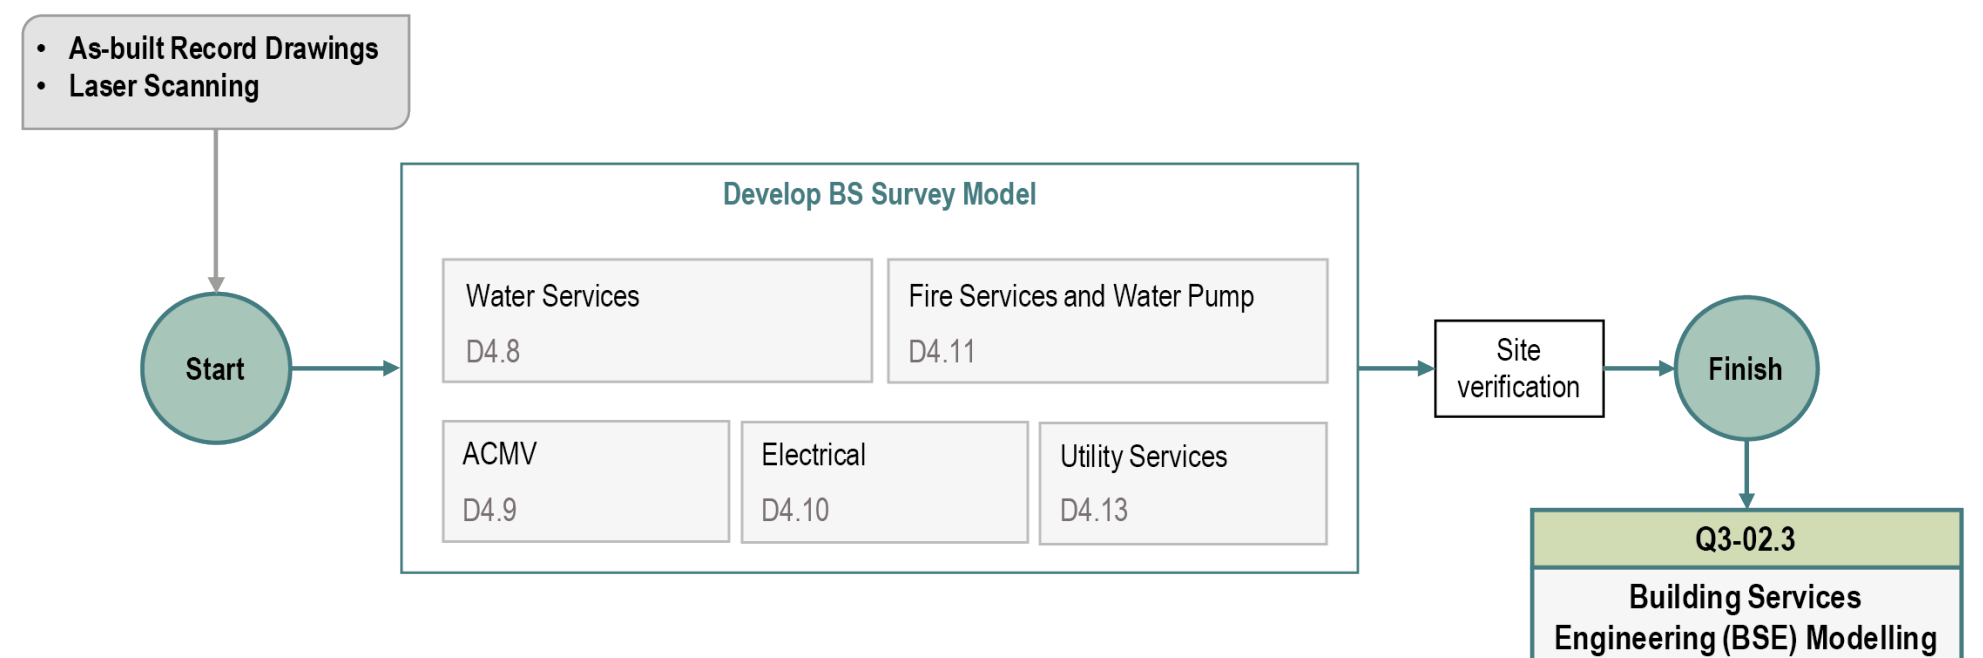 • As-built Record Drawings
• Laser Scanning
Start
Develop BS Survey Model
Water Services
D4.8
Fire Services and Water Pump
D4.11
ACMV
D4.9
Electrical
D4.10
Utility Services
D4.13
Site
verification
Finish
Q3-02.3
Building Services
Engineering (BSE) Modelling